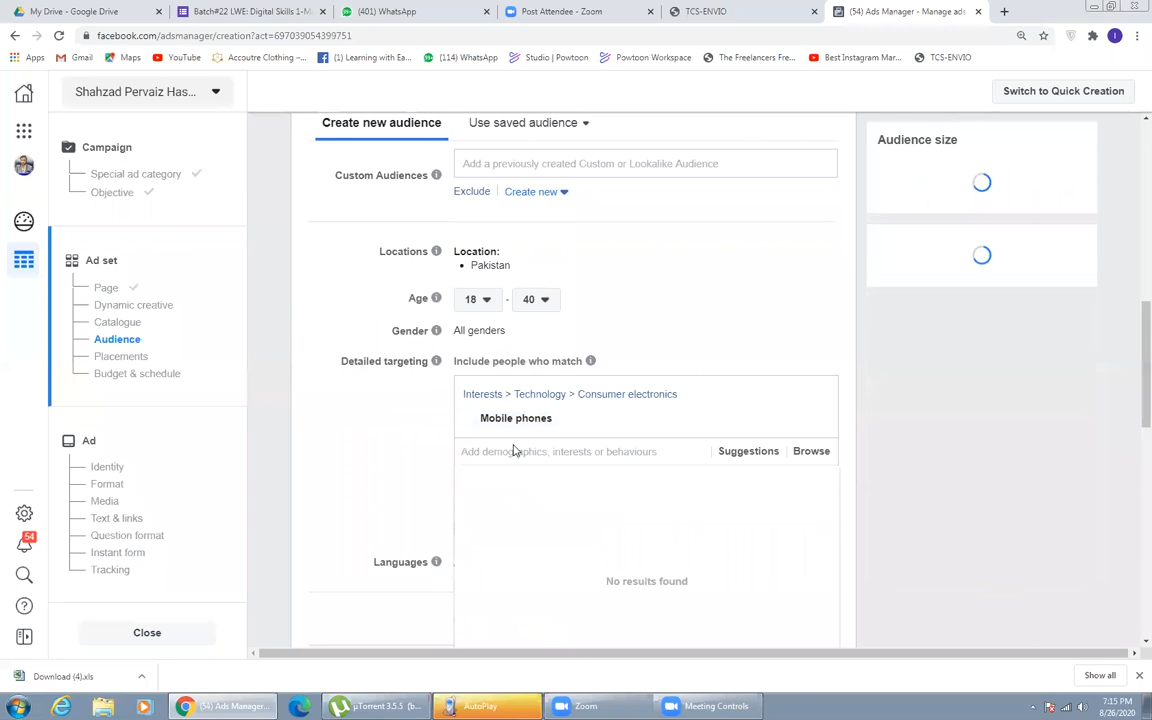 My Drive - Google Drive
Batch#22 LWE: Digital Skills 1-M
(401) WhatsApp
Post Attendee - Zoom
TCS-ENVIO
(54) Ads Manager - Manage ads
facebook.com/adsmanager/creation?act=697039054399751
Apps
Gmail
Maps
YouTube
Accoutre Clothing –...
(1) Learning with Ea...
(114) WhatsApp
Studio | Powtoon
Powtoon Workspace
The Freelancers Fre...
Best Instagram Mar...
TCS-ENVIO
Shahzad Pervaiz Has...
Switch to Quick Creation
Campaign
Special ad category
Objective
Ad set
Page
Dynamic creative
Catalogue
Audience
Placements
Budget & schedule
Ad
Identity
Format
Media
Text & links
Question format
Instant form
Tracking
Close
54
Create new audience
Use saved audience
Custom Audiences
Add a previously created Custom or Lookalike Audience
Exclude
Create new
Locations
Location:
• Pakistan
Age
18 - 40
Gender
All genders
Detailed targeting
Include people who match
Interests > Technology > Consumer electronics
Mobile phones
Add demographics, interests or behaviours
Suggestions
Browse
No results found
Languages
Audience size
Download (4).xls
Show all
(54) Ads Manager...
µTorrent 3.5.5 (b...
AutoPlay
Zoom
Meeting Controls
7:15 PM
8/26/2020